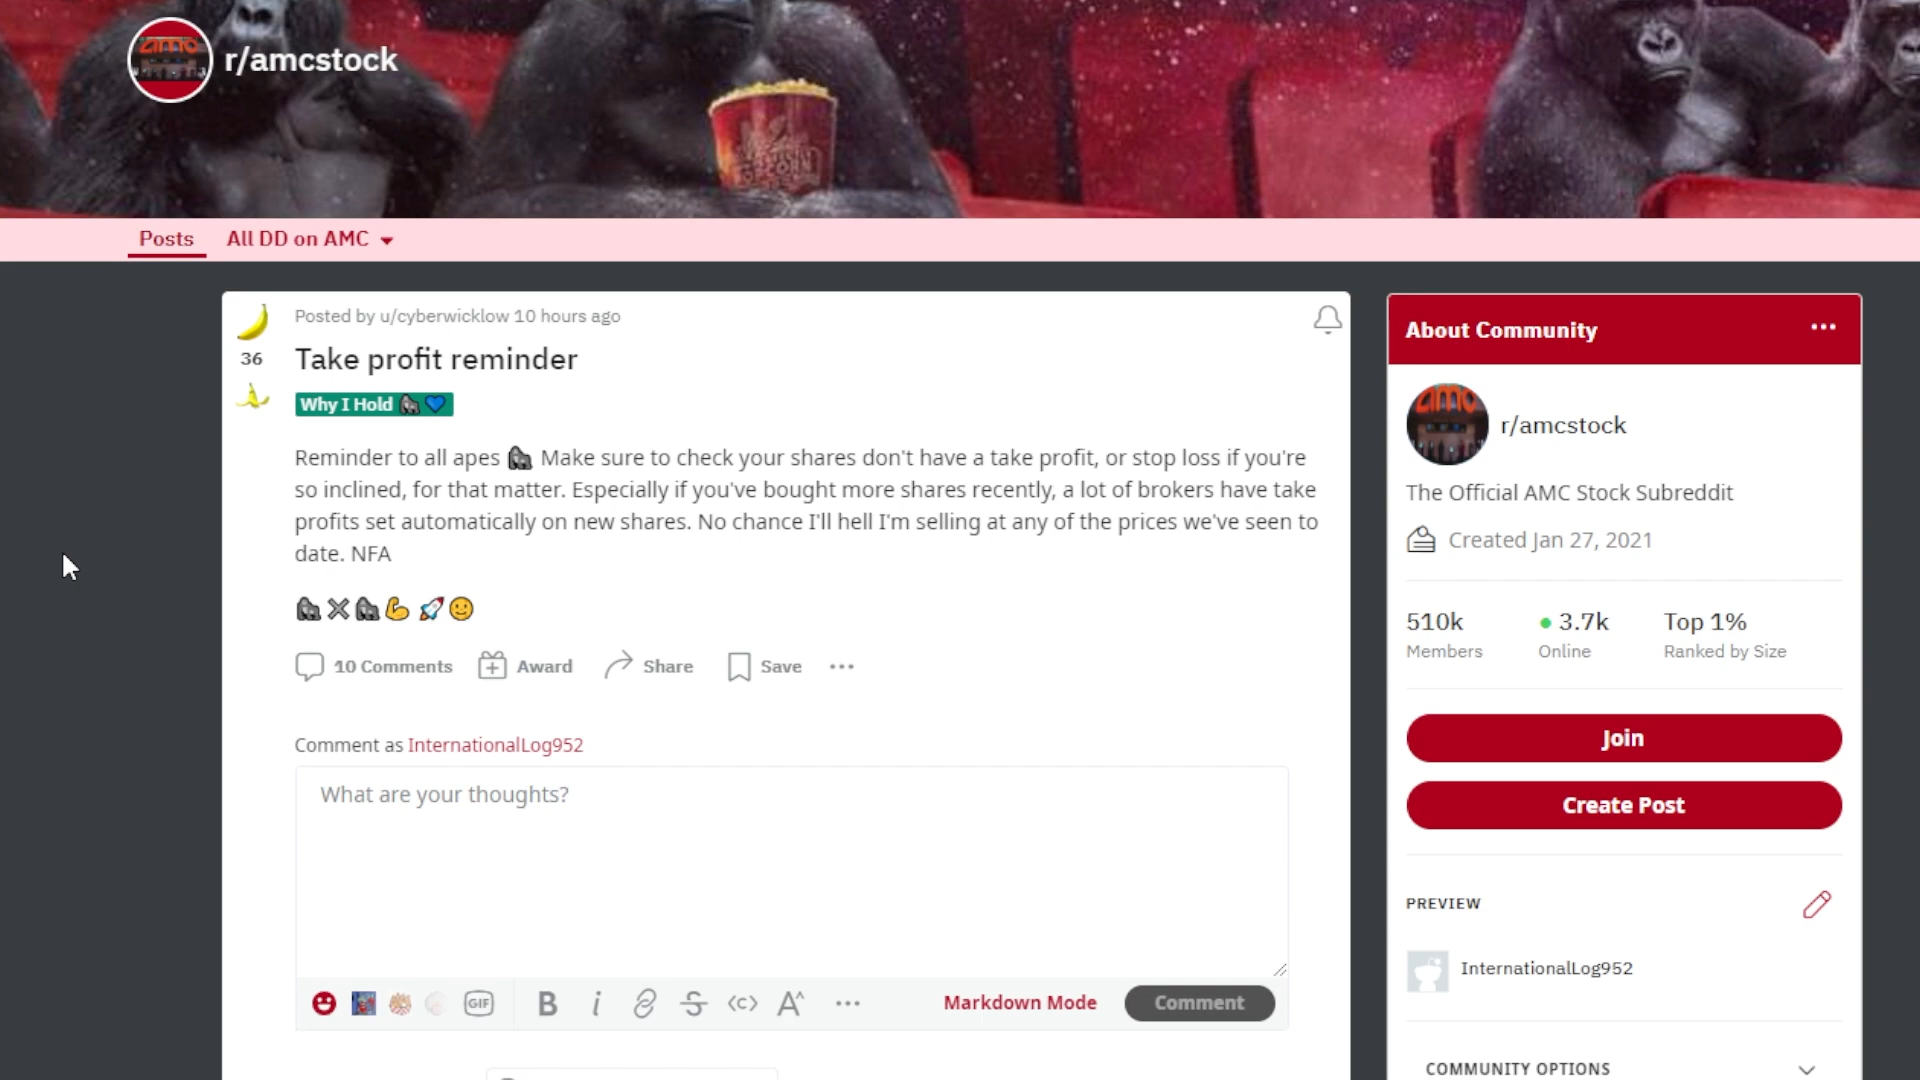 amc
r/amcstock
Posts
All DD on AMC
Posted by u/cyberwicklow 10 hours ago
36
Take profit reminder
Why I Hold 🦍💙
Reminder to all apes 🦍 Make sure to check your shares don't have a take profit, or stop loss if you're
so inclined, for that matter. Especially if you've bought more shares recently, a lot of brokers have take
profits set automatically on new shares. No chance I'll hell I'm selling at any of the prices we've seen to
date. NFA
🦍✖🦍💪 🚀🙂
10 Comments
Award
Share
Save
Comment as InternationalLog952
What are your thoughts?
GIF
B
i
S
<c>
A^
Markdown Mode
Comment
About Community
amc
r/amcstock
The Official AMC Stock Subreddit
Created Jan 27, 2021
510k
3.7k
Top 1%
Members
Online
Ranked by Size
Join
Create Post
PREVIEW
InternationalLog952
COMMUNITY OPTIONS